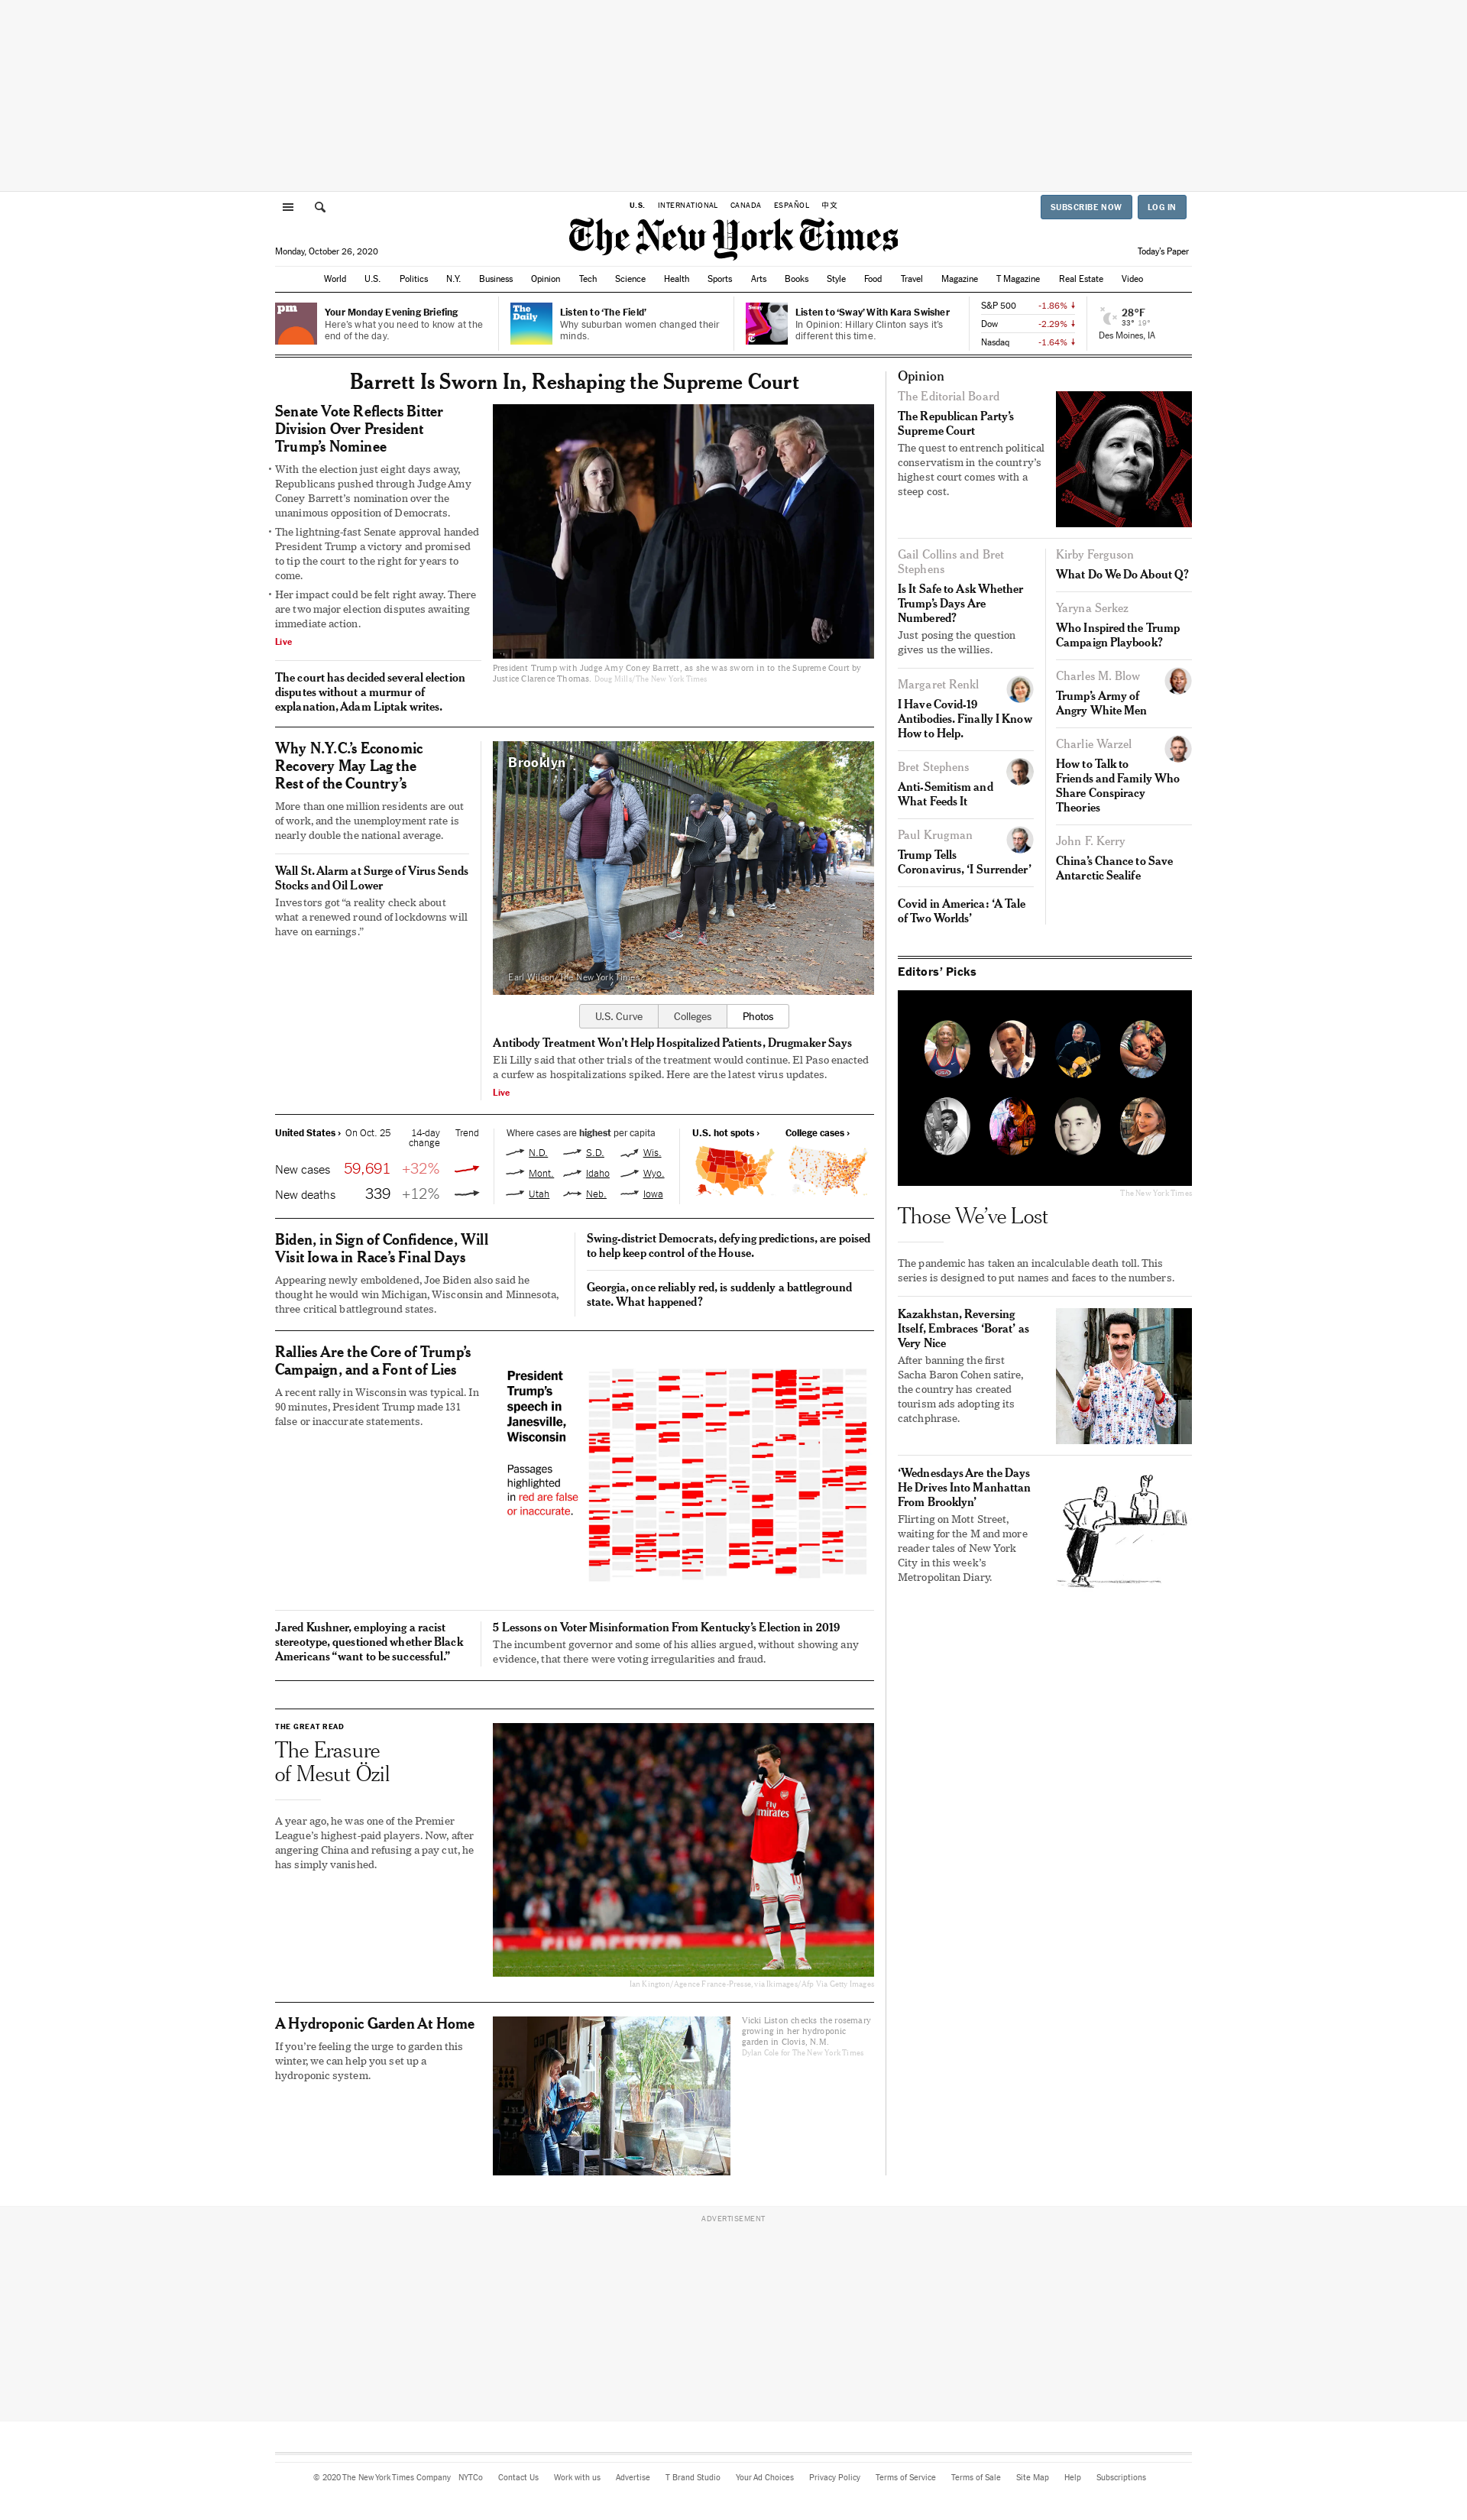 U.S. INTERNATIONAL CANADA ESPAÑOL 中文
SUBSCRIBE NOW LOG IN
The New York Times
Monday, October 26, 2020
Today's Paper
World U.S. Politics N.Y. Business Opinion Tech Science Health Sports Arts Books Style Food Travel Magazine T Magazine Real Estate Video
pm
Your Monday Evening Briefing
Here's what you need to know at the
end of the day.
The
Daily
Listen to 'The Field'
Why suburban women changed their
minds.
Sway
Listen to 'Sway' With Kara Swisher
In Opinion: Hillary Clinton says it's
different this time.
S&P 500 -1.86%
Dow -2.29%
Nasdaq -1.64%
28°F
33° 19°
Des Moines, IA
Barrett Is Sworn In, Reshaping the Supreme Court
Senate Vote Reflects Bitter
Division Over President
Trump's Nominee
• With the election just eight days away,
Republicans pushed through Judge Amy
Coney Barrett's nomination over the
unanimous opposition of Democrats.
• The lightning-fast Senate approval handed
President Trump a victory and promised
to tip the court to the right for years to
come.
• Her impact could be felt right away. There
are two major election disputes awaiting
immediate action.
Live
President Trump with Judge Amy Coney Barrett, as she was sworn in to the Supreme Court by
Justice Clarence Thomas. Doug Mills/The New York Times
The court has decided several election
disputes without a murmur of
explanation, Adam Liptak writes.
Why N.Y.C.'s Economic
Recovery May Lag the
Rest of the Country's
More than one million residents are out
of work, and the unemployment rate is
nearly double the national average.
Wall St. Alarm at Surge of Virus Sends
Stocks and Oil Lower
Investors got "a reality check about
what a renewed round of lockdowns will
have on earnings."
Brooklyn
Earl Wilson/The New York Times
U.S. Curve Colleges Photos
Antibody Treatment Won't Help Hospitalized Patients, Drugmaker Says
Eli Lilly said that other trials of the treatment would continue. El Paso enacted
a curfew as hospitalizations spiked. Here are the latest virus updates.
Live
United States › On Oct. 25 14-day
change Trend
New cases 59,691 +32%
New deaths 339 +12%
Where cases are highest per capita
N.D. S.D. Wis.
Mont. Idaho Wyo.
Utah Neb. Iowa
U.S. hot spots › College cases ›
Biden, in Sign of Confidence, Will
Visit Iowa in Race's Final Days
Appearing newly emboldened, Joe Biden also said he
thought he would win Michigan, Wisconsin and Minnesota,
three critical battleground states.
Swing-district Democrats, defying predictions, are poised
to help keep control of the House.
Georgia, once reliably red, is suddenly a battleground
state. What happened?
Rallies Are the Core of Trump's
Campaign, and a Font of Lies
A recent rally in Wisconsin was typical. In
90 minutes, President Trump made 131
false or inaccurate statements.
President
Trump's
speech in
Janesville,
Wisconsin
Passages
highlighted
in red are false
or inaccurate.
Jared Kushner, employing a racist
stereotype, questioned whether Black
Americans "want to be successful."
5 Lessons on Voter Misinformation From Kentucky's Election in 2019
The incumbent governor and some of his allies argued, without showing any
evidence, that there were voting irregularities and fraud.
THE GREAT READ
The Erasure
of Mesut Özil
A year ago, he was one of the Premier
League's highest-paid players. Now, after
angering China and refusing a pay cut, he
has simply vanished.
Fly
Emirates
10
FLY BETTER
Ian Kington/Agence France-Presse, via Ikimages/Afp Via Getty Images
A Hydroponic Garden At Home
If you're feeling the urge to garden this
winter, we can help you set up a
hydroponic system.
Vicki Liston checks the rosemary
growing in her hydroponic
garden in Clovis, N.M.
Dylan Cole for The New York Times
Opinion
The Editorial Board
The Republican Party's
Supreme Court
The quest to entrench political
conservatism in the country's
highest court comes with a
steep cost.
Gail Collins and Bret
Stephens
Is It Safe to Ask Whether
Trump's Days Are
Numbered?
Just posing the question
gives us the willies.
Margaret Renkl
I Have Covid-19
Antibodies. Finally I Know
How to Help.
Bret Stephens
Anti-Semitism and
What Feeds It
Paul Krugman
Trump Tells
Coronavirus, 'I Surrender'
Covid in America: 'A Tale
of Two Worlds'
Kirby Ferguson
What Do We Do About Q?
Yaryna Serkez
Who Inspired the Trump
Campaign Playbook?
Charles M. Blow
Trump's Army of
Angry White Men
Charlie Warzel
How to Talk to
Friends and Family Who
Share Conspiracy
Theories
John F. Kerry
China's Chance to Save
Antarctic Sealife
Editors' Picks
USA
The New York Times
Those We've Lost
The pandemic has taken an incalculable death toll. This
series is designed to put names and faces to the numbers.
Kazakhstan, Reversing
Itself, Embraces 'Borat' as
Very Nice
After banning the first
Sacha Baron Cohen satire,
the country has created
tourism ads adopting its
catchphrase.
'Wednesdays Are the Days
He Drives Into Manhattan
From Brooklyn'
Flirting on Mott Street,
waiting for the M and more
reader tales of New York
City in this week's
Metropolitan Diary.
ADVERTISEMENT
© 2020 The New York Times Company NYTCo Contact Us Work with us Advertise T Brand Studio Your Ad Choices Privacy Policy Terms of Service Terms of Sale Site Map Help Subscriptions